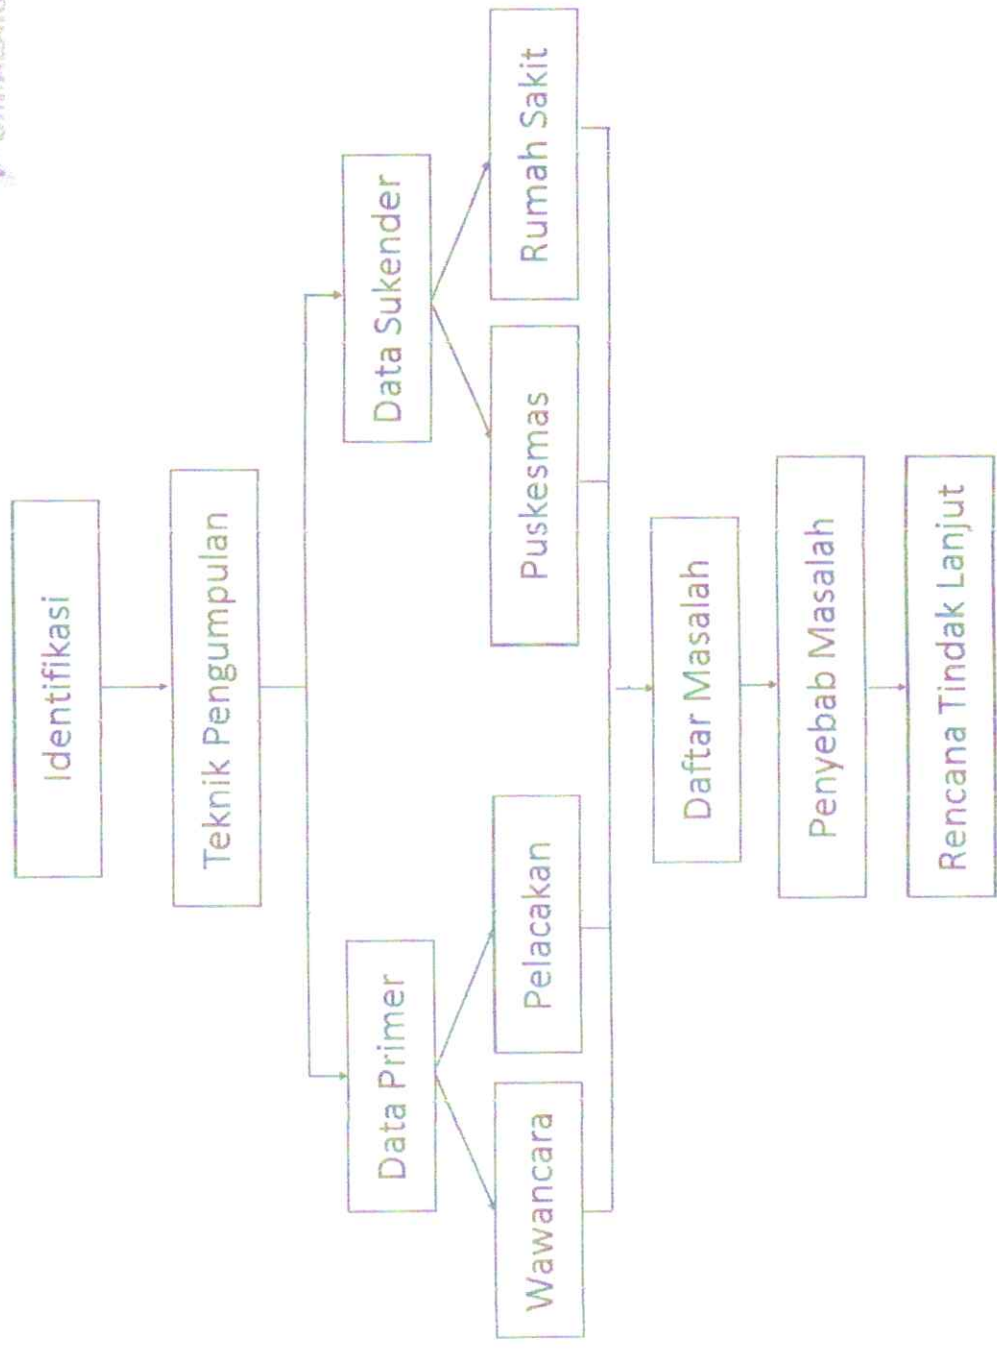 Identifikasi
Teknik Pengumpulan
Data Primer
Data Sukender
Wawancara
Pelacakan
Puskesmas
Rumah Sakit
Daftar Masalah
Penyebab Masalah
Rencana Tindak Lanjut